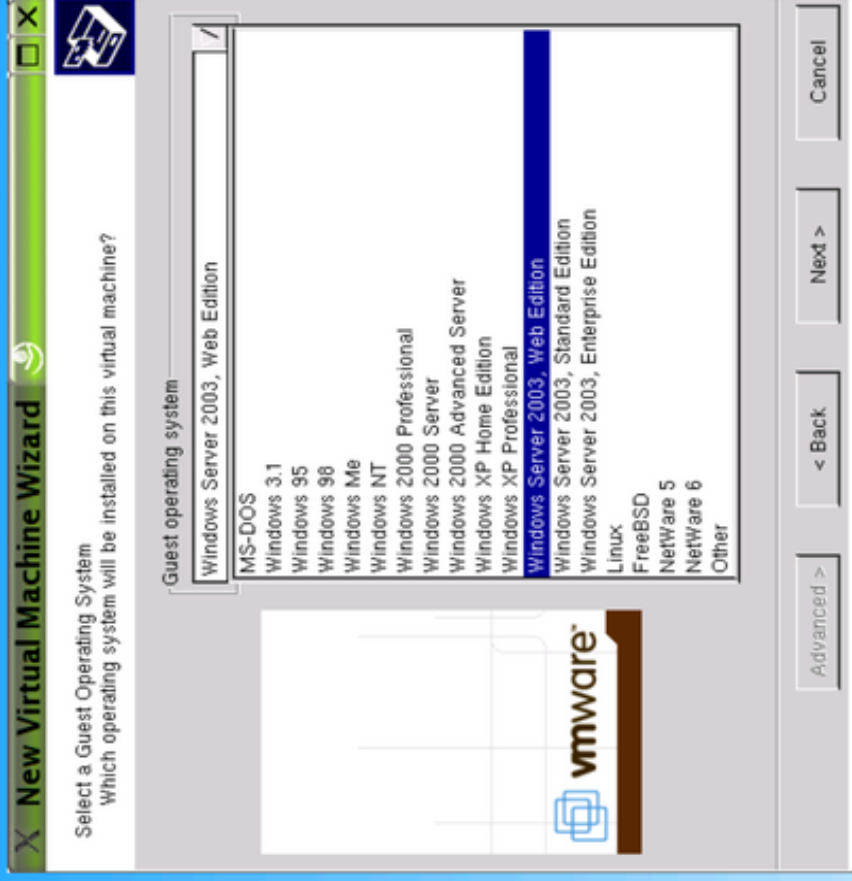 New Virtual Machine Wizard
Select a Guest Operating System
Which operating system will be installed on this virtual machine?
Guest operating system
Windows Server 2003, Web Edition
MS-DOS
Windows 3.1
Windows 95
Windows 98
Windows Me
Windows NT
Windows 2000 Professional
Windows 2000 Server
Windows 2000 Advanced Server
Windows XP Home Edition
Windows XP Professional
Windows Server 2003, Web Edition
Windows Server 2003, Standard Edition
Windows Server 2003, Enterprise Edition
Linux
FreeBSD
NetWare 5
NetWare 6
Other
vmware
Advanced > < Back Next > Cancel